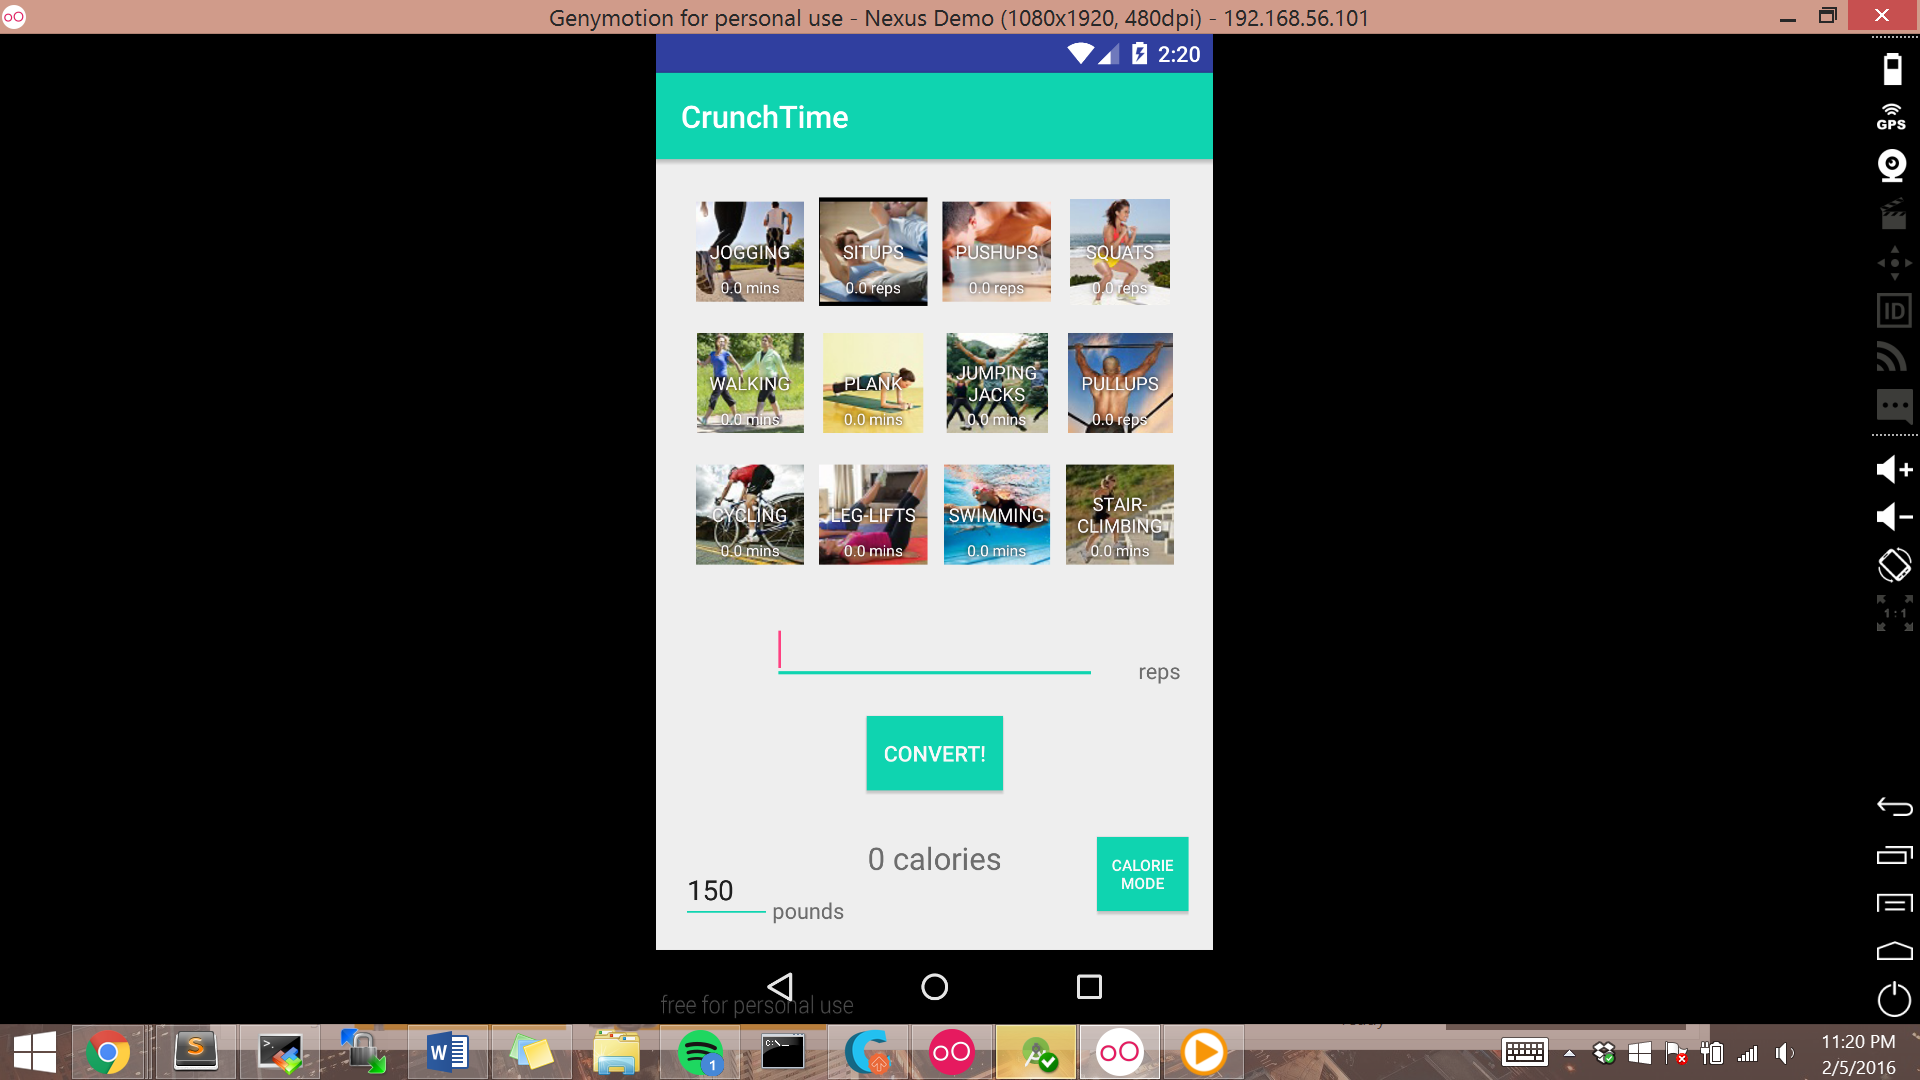 Genymotion for personal use - Nexus Demo (1080x1920, 480dpi) - 192.168.56.101
2:20
CrunchTime
JOGGING
0.0 mins
SITUPS
0.0 reps
PUSHUPS
0.0 reps
SQUATS
0.0 reps
WALKING
0.0 mins
PLANK
0.0 mins
JUMPING
JACKS
0.0 mins
PULLUPS
0.0 reps
CYCLING
0.0 mins
LEG-LIFTS
0.0 mins
SWIMMING
0.0 mins
STAIR-
CLIMBING
0.0 mins
reps
CONVERT!
0 calories
150 pounds
CALORIE
MODE
free for personal use
GPS
ID
1:1
S
W
1
C:\_
11:20 PM
2/5/2016